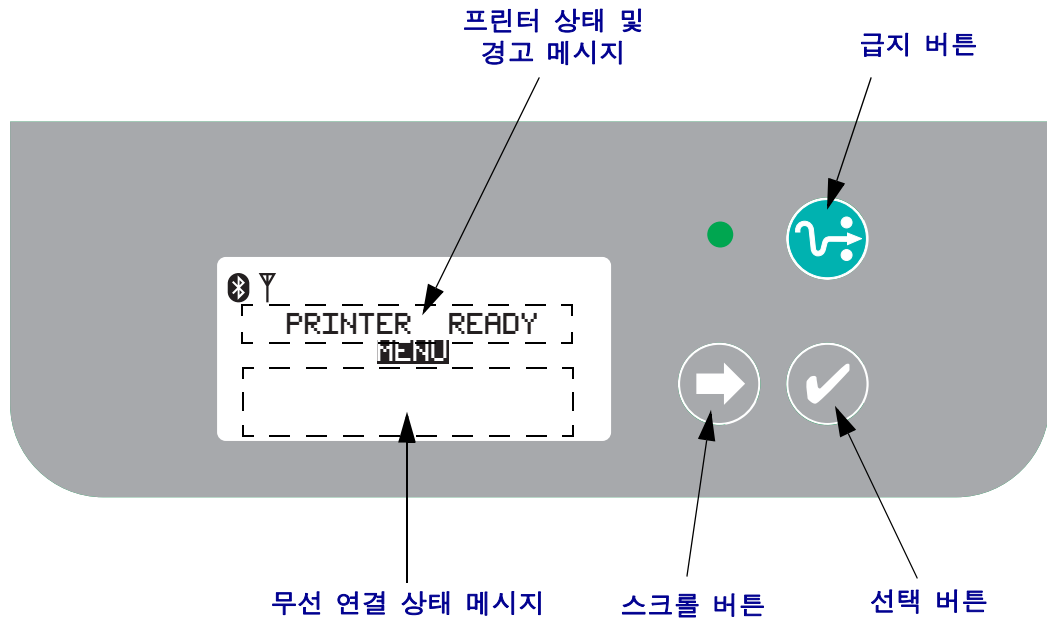 프린터 상태 및
경고 메시지
급지 버튼
PRINTER READY
MENU
무선 연결 상태 메시지
스크롤 버튼
선택 버튼